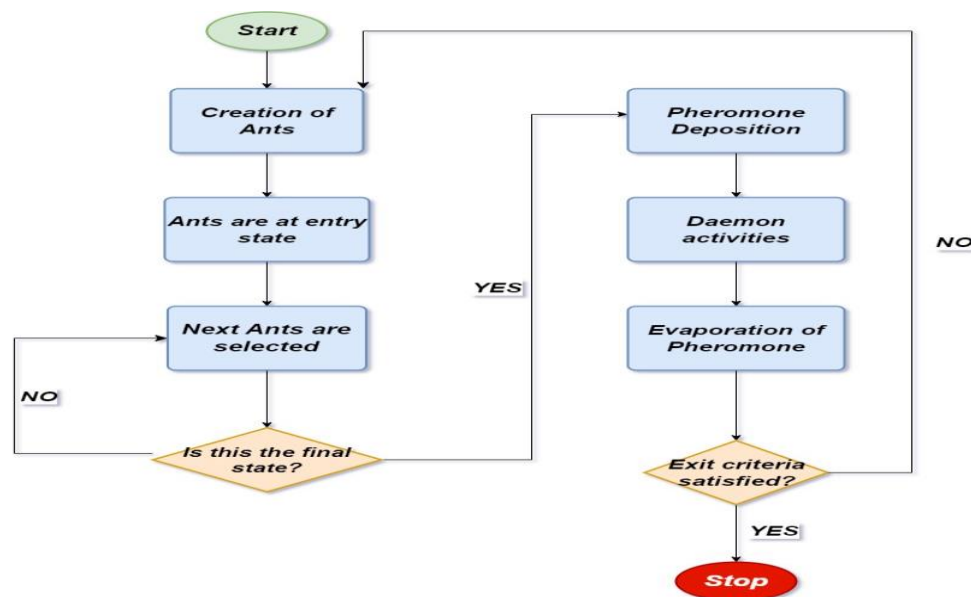 Start
Creation of
Ants
Ants are at entry
state
Next Ants are
selected
NO
Is this the final
state?
YES
Pheromone
Deposition
Daemon
activities
Evaporation of
Pheromone
Exit criteria
satisfied?
NO
YES
Stop